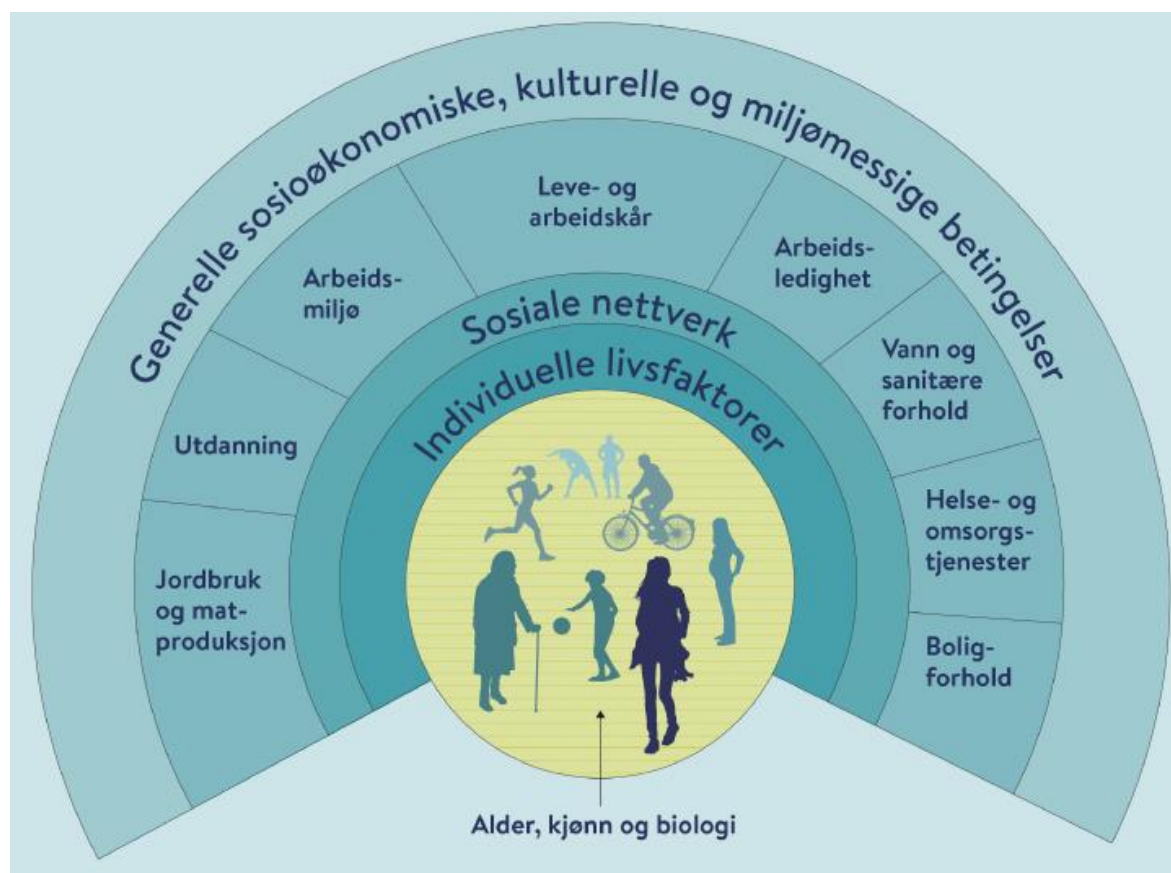 Generelle sosioøkonomiske, kulturelle og miljømessige betingelser
Leve- og
arbeidskår
Arbeids-
miljø
Arbeids-
ledighet
Utdanning
Vann og
sanitære
forhold
Jordbruk
og mat-
produksjon
Helse- og
omsorgs-
tjenester
Bolig-
forhold
Sosiale nettverk
Individuelle livsfaktorer
Alder, kjønn og biologi